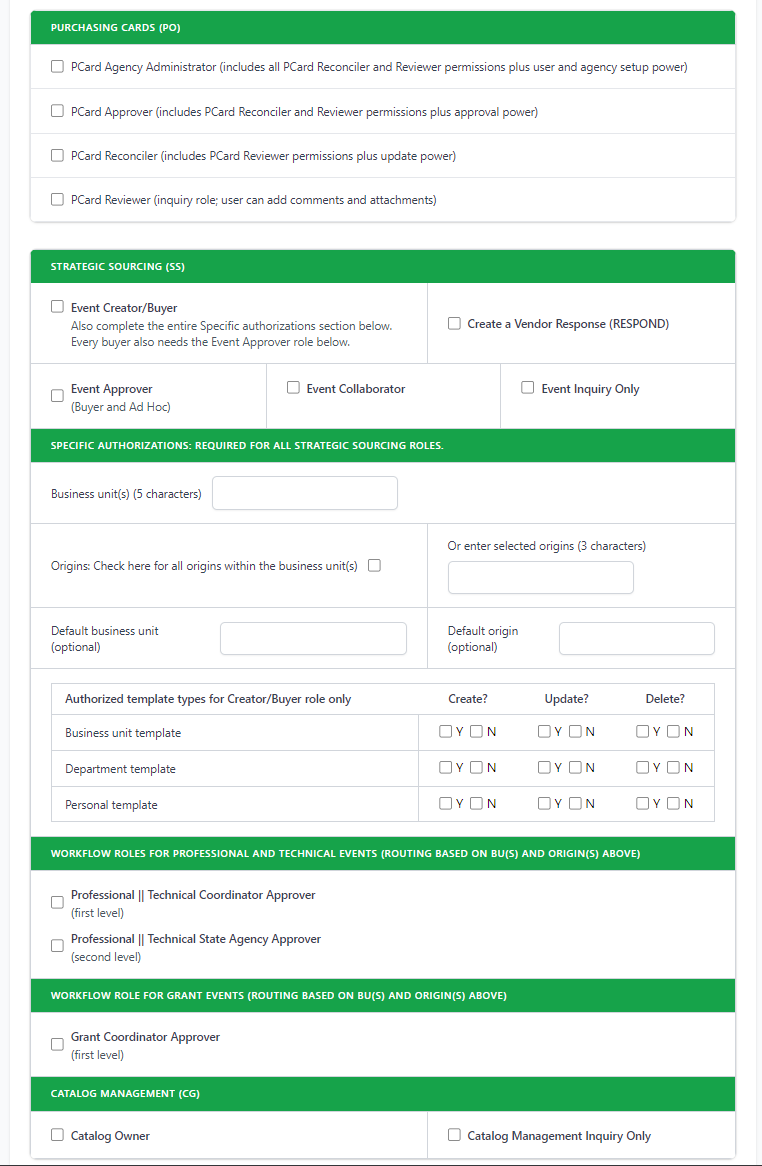 PURCHASING CARDS (PO)
PCard Agency Administrator (includes all PCard Reconciler and Reviewer permissions plus user and agency setup power)
PCard Approver (includes PCard Reconciler and Reviewer permissions plus approval power)
PCard Reconciler (includes PCard Reviewer permissions plus update power)
PCard Reviewer (inquiry role; user can add comments and attachments)
STRATEGIC SOURCING (SS)
Event Creator/Buyer
Also complete the entire Specific authorizations section below.
Every buyer also needs the Event Approver role below.
Create a Vendor Response (RESPOND)
Event Approver
(Buyer and Ad Hoc)
Event Collaborator
Event Inquiry Only
SPECIFIC AUTHORIZATIONS: REQUIRED FOR ALL STRATEGIC SOURCING ROLES.
Business unit(s) (5 characters)
Origins: Check here for all origins within the business unit(s)
Or enter selected origins (3 characters)
Default business unit
(optional)
Default origin
(optional)
Authorized template types for Creator/Buyer role only Create? Update? Delete?
Business unit template Y N Y N Y N
Department template Y N Y N Y N
Personal template Y N Y N Y N
WORKFLOW ROLES FOR PROFESSIONAL AND TECHNICAL EVENTS (ROUTING BASED ON BU(S) AND ORIGIN(S) ABOVE)
Professional || Technical Coordinator Approver
(first level)
Professional || Technical State Agency Approver
(second level)
WORKFLOW ROLE FOR GRANT EVENTS (ROUTING BASED ON BU(S) AND ORIGIN(S) ABOVE)
Grant Coordinator Approver
(first level)
CATALOG MANAGEMENT (CG)
Catalog Owner
Catalog Management Inquiry Only